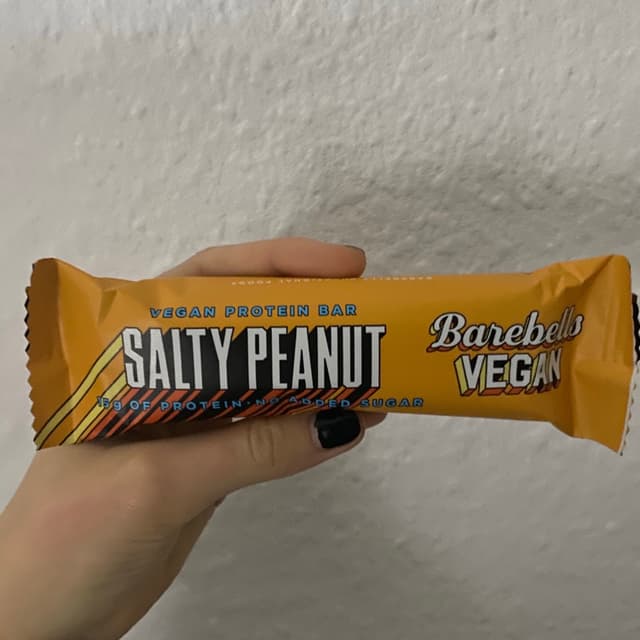 VEGAN PROTEIN BAR
SALTY PEANUT
15g OF PROTEIN · NO ADDED SUGAR
Barebells
VEGAN